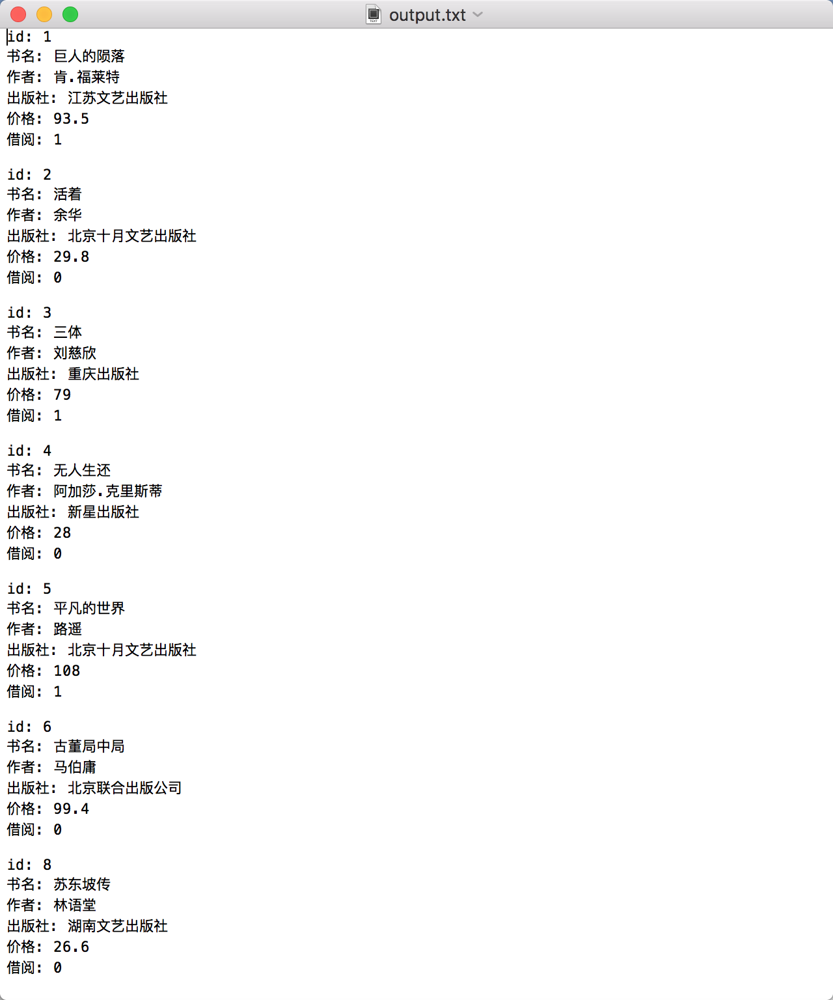 output.txt
id: 1
书名: 巨人的陨落
作者: 肯.福莱特
出版社: 江苏文艺出版社
价格: 93.5
借阅: 1
id: 2
书名: 活着
作者: 余华
出版社: 北京十月文艺出版社
价格: 29.8
借阅: 0
id: 3
书名: 三体
作者: 刘慈欣
出版社: 重庆出版社
价格: 79
借阅: 1
id: 4
书名: 无人生还
作者: 阿加莎.克里斯蒂
出版社: 新星出版社
价格: 28
借阅: 0
id: 5
书名: 平凡的世界
作者: 路遥
出版社: 北京十月文艺出版社
价格: 108
借阅: 1
id: 6
书名: 古董局中局
作者: 马伯庸
出版社: 北京联合出版公司
价格: 99.4
借阅: 0
id: 8
书名: 苏东坡传
作者: 林语堂
出版社: 湖南文艺出版社
价格: 26.6
借阅: 0